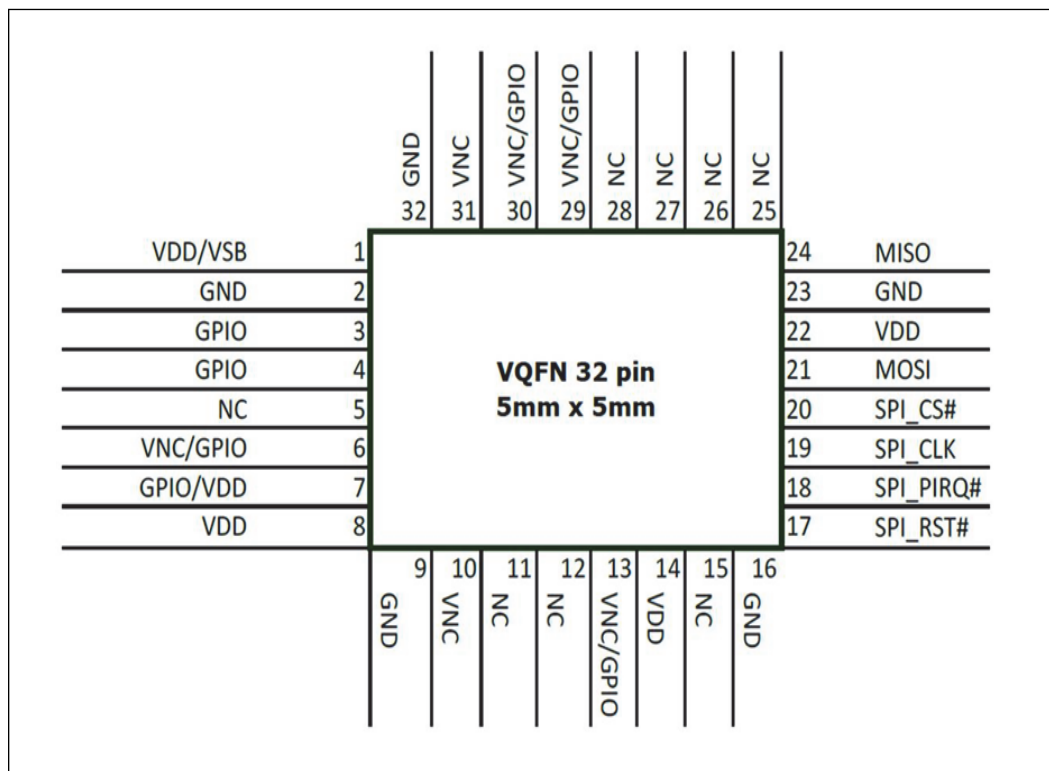 GND
VNC
VNC/GPIO
VNC/GPIO
NC
NC
NC
NC
32 31 30 29 28 27 26 25
VDD/VSB 1
GND 2
GPIO 3
GPIO 4
NC 5
VNC/GPIO 6
GPIO/VDD 7
VDD 8
VQFN 32 pin
5mm x 5mm
24 MISO
23 GND
22 VDD
21 MOSI
20 SPI_CS#
19 SPI_CLK
18 SPI_PIRQ#
17 SPI_RST#
9 10 11 12 13 14 15 16
GND
VNC
NC
NC
VNC/GPIO
VDD
NC
GND